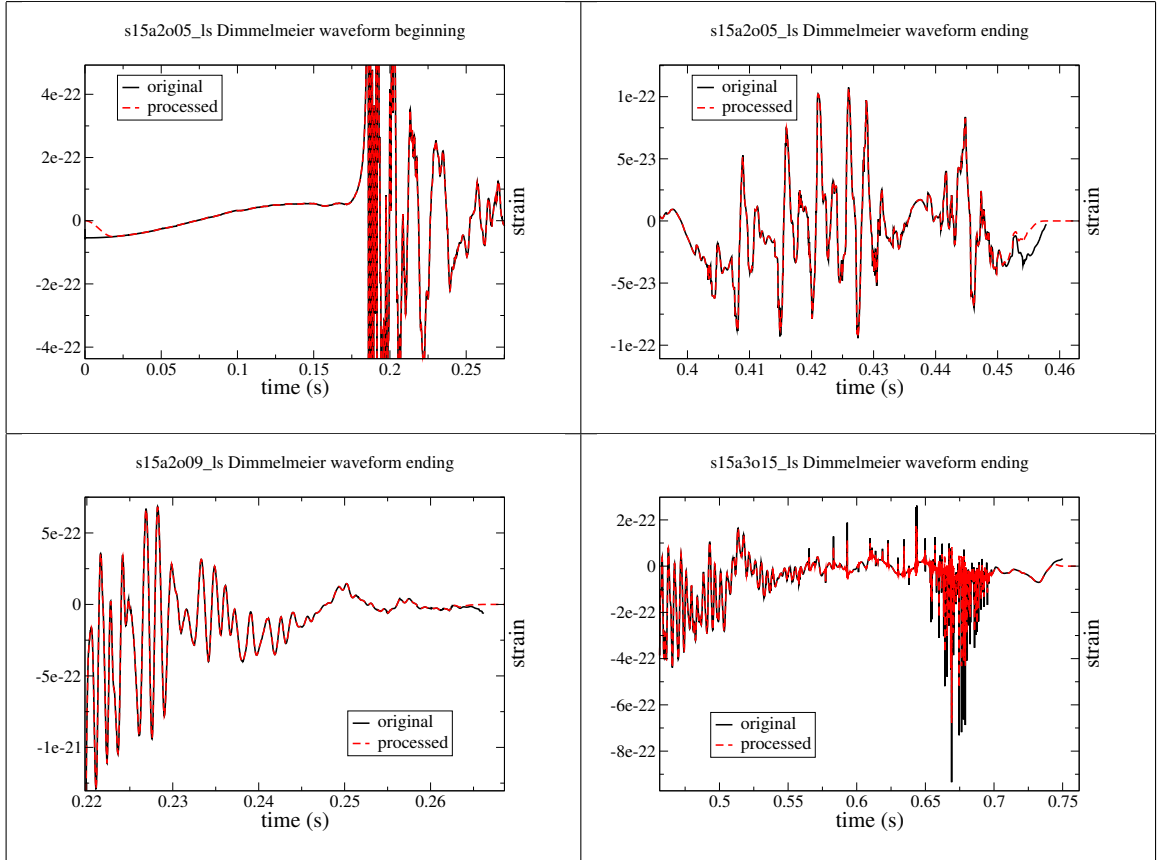 s15a2o05_ls Dimmelmeier waveform beginning
original
processed
4e-22
2e-22
0
-2e-22
-4e-22
strain
0 0.05 0.1 0.15 0.2 0.25
time (s)
s15a2o05_ls Dimmelmeier waveform ending
original
processed
1e-22
5e-23
0
-5e-23
-1e-22
strain
0.4 0.41 0.42 0.43 0.44 0.45 0.46
time (s)
s15a2o09_ls Dimmelmeier waveform ending
5e-22
0
-5e-22
-1e-21
strain
original
processed
0.22 0.23 0.24 0.25 0.26
time (s)
s15a3o15_ls Dimmelmeier waveform ending
2e-22
0
-2e-22
-4e-22
-6e-22
-8e-22
strain
original
processed
0.5 0.55 0.6 0.65 0.7 0.75
time (s)